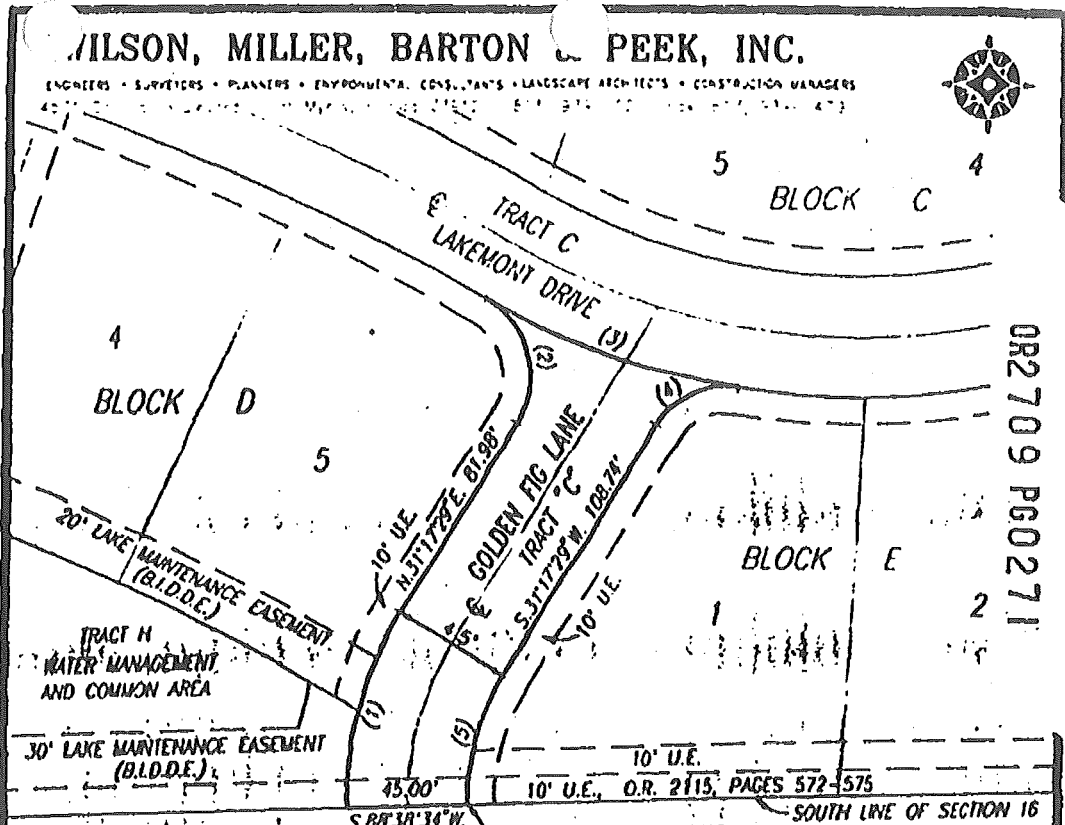 WILSON, MILLER, BARTON & PEEK, INC.
ENGINEERS • SURVEYORS • PLANNERS • ENVIRONMENTAL CONSULTANTS • LANDSCAPE ARCHITECTS • CONSTRUCTION MANAGERS
5
4
BLOCK C
℄
TRACT C
LAKEMONT DRIVE
(3)
(2)
(4)
4
BLOCK D
5
OR2709 PG0271
10' U.E.
N.31°17'29"E. 81.98'
GOLDEN FIG LANE
TRACT "C"
℄
S.31°17'29"W. 108.74'
10' U.E.
BLOCK E
1
2
20' LAKE MAINTENANCE EASEMENT
(B.I.D.D.E.)
45'
TRACT H
WATER MANAGEMENT
AND COMMON AREA
(1)
(5)
30' LAKE MAINTENANCE EASEMENT
(B.I.D.D.E.)
10' U.E.
45.00'
10' U.E., O.R. 2115, PAGES 572-575
S.88°38'34"W.
SOUTH LINE OF SECTION 16